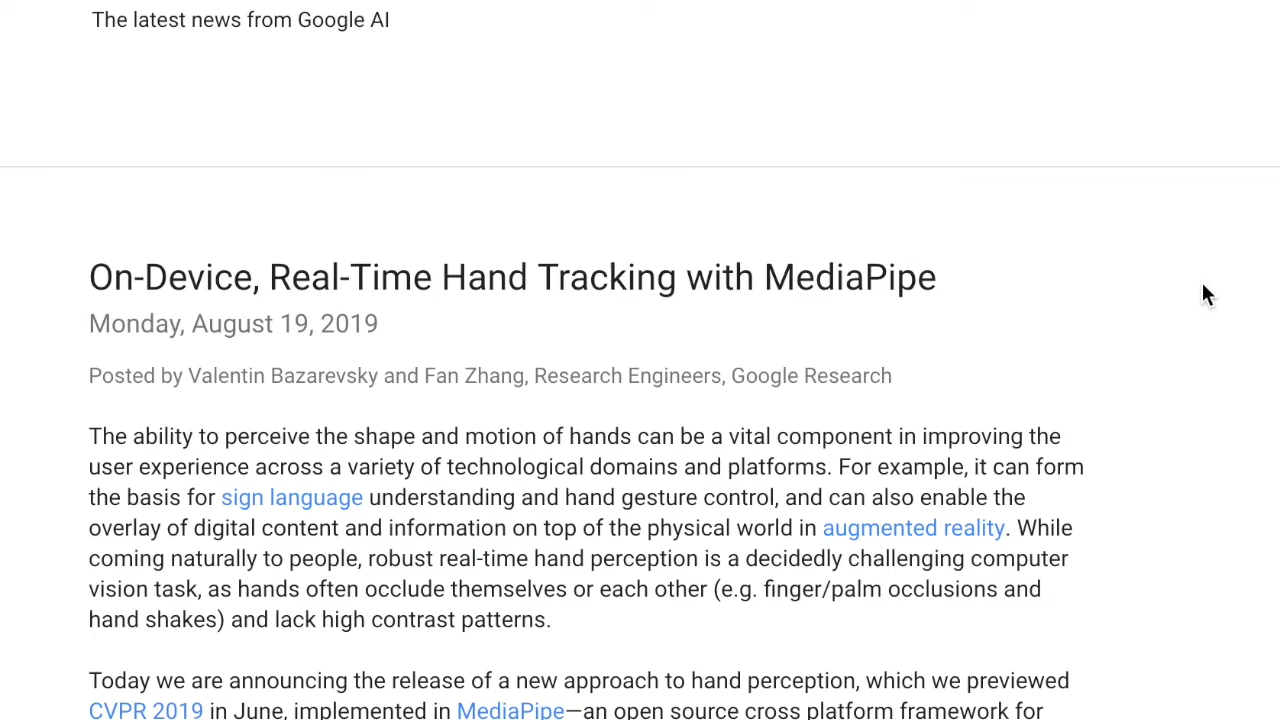 The latest news from Google AI
On-Device, Real-Time Hand Tracking with MediaPipe
Monday, August 19, 2019
Posted by Valentin Bazarevsky and Fan Zhang, Research Engineers, Google Research
The ability to perceive the shape and motion of hands can be a vital component in improving the
user experience across a variety of technological domains and platforms. For example, it can form
the basis for sign language understanding and hand gesture control, and can also enable the
overlay of digital content and information on top of the physical world in augmented reality. While
coming naturally to people, robust real-time hand perception is a decidedly challenging computer
vision task, as hands often occlude themselves or each other (e.g. finger/palm occlusions and
hand shakes) and lack high contrast patterns.
Today we are announcing the release of a new approach to hand perception, which we previewed
CVPR 2019 in June, implemented in MediaPipe—an open source cross platform framework for